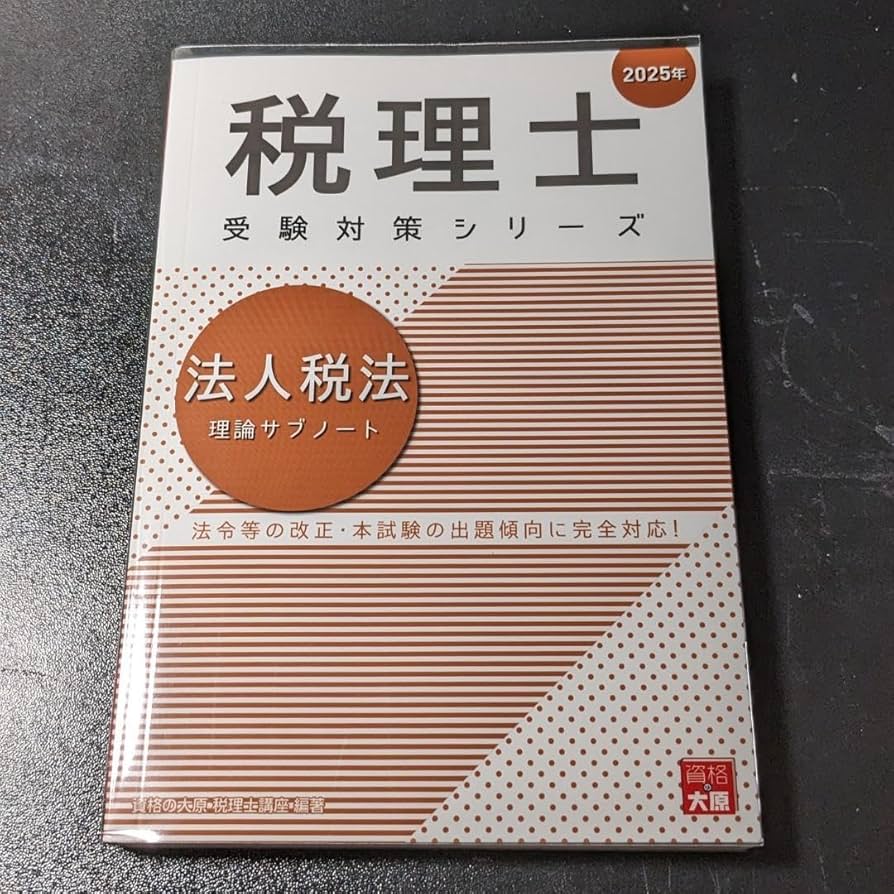 2025年
税理士
受験対策シリーズ
法人税法
理論サブノート
法令等の改正・本試験の出題傾向に完全対応!
資格の大原・税理士講座・編著
資格
の
大原